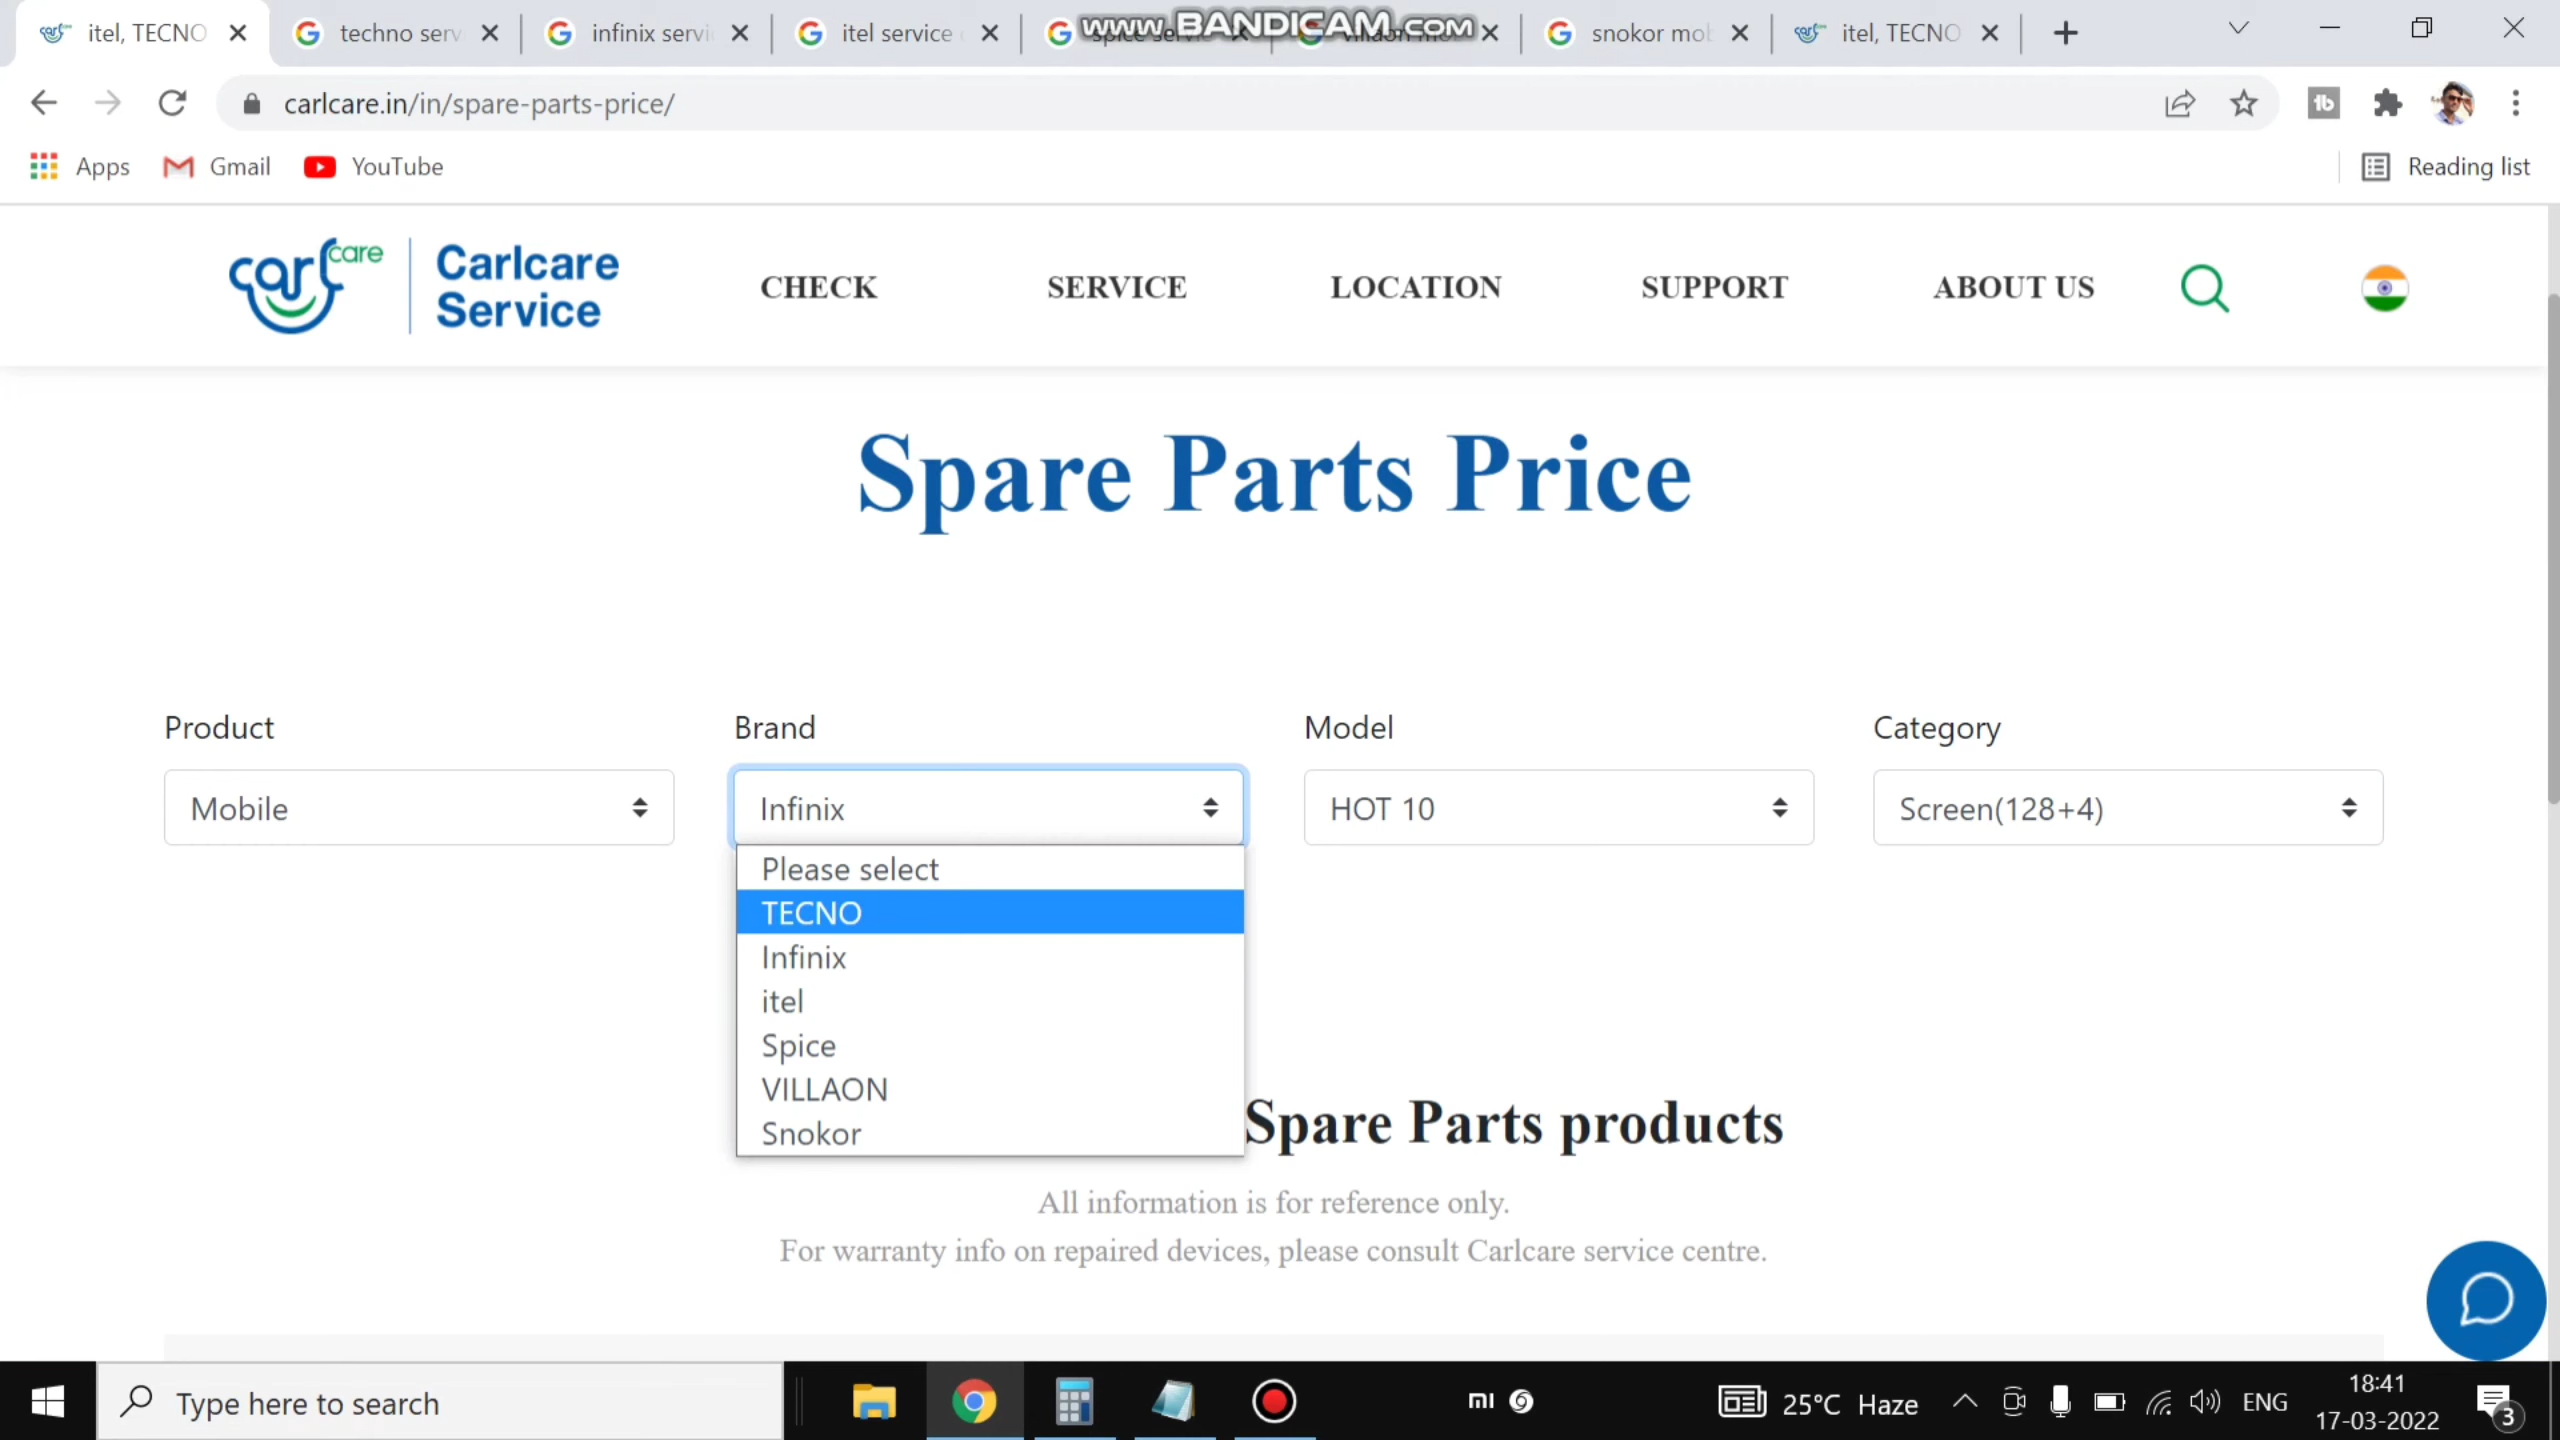 itel, TECNO
techno serv
infinix servi
itel service
www.BANDICAM.com
snokor mob
itel, TECNO
carlcare.in/in/spare-parts-price/
Apps
Gmail
YouTube
Reading list
carlcare
Carlcare
Service
CHECK
SERVICE
LOCATION
SUPPORT
ABOUT US
Spare Parts Price
Product
Brand
Model
Category
Mobile
Infinix
HOT 10
Screen(128+4)
Please select
TECNO
Infinix
itel
Spice
VILLAON
Snokor
Spare Parts products
All information is for reference only.
For warranty info on repaired devices, please consult Carlcare service centre.
Type here to search
25°C Haze
ENG
18:41
17-03-2022
3